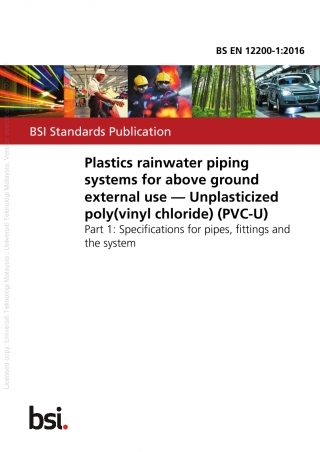 BS EN 12200-1:2016
BSI Standards Publication
Plastics rainwater piping
systems for above ground
external use — Unplasticized
poly(vinyl chloride) (PVC-U)
Part 1: Specifications for pipes, fittings and
the system
Licensed copy: Universiti Teknologi Malaysia, Universiti Teknologi Malaysia,
bsi.